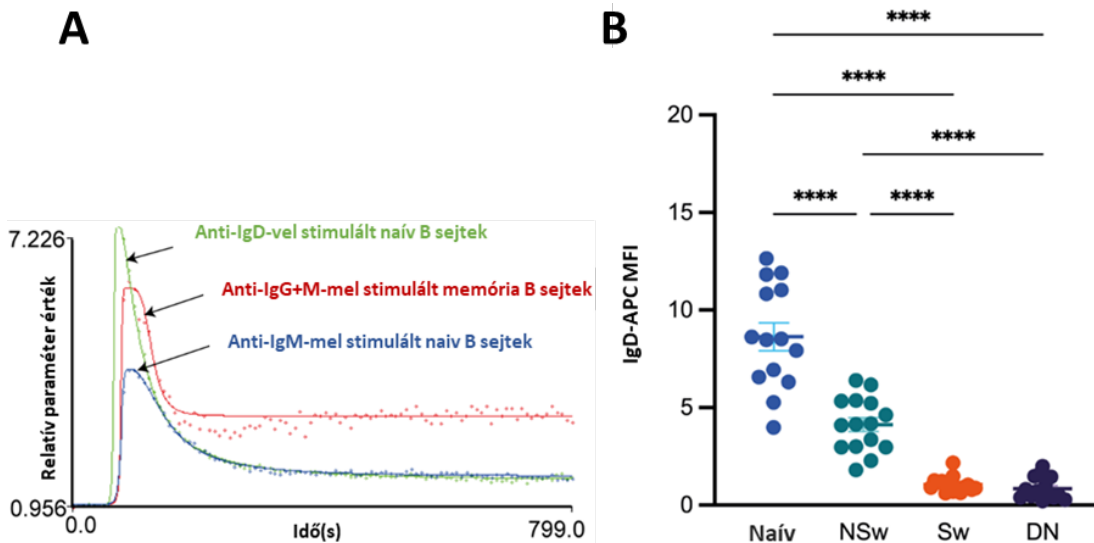 A
Anti-IgD-vel stimulált naív B sejtek
7.226
Anti-IgG+M-mel stimulált memória B sejtek
Anti-IgM-mel stimulált naiv B sejtek
Relatív paraméter érték
0.956
0.0
Idő(s)
799.0
B
****
****
****
**** ****
IgD-APC MFI
20
15
10
5
0
Naív NSw Sw DN